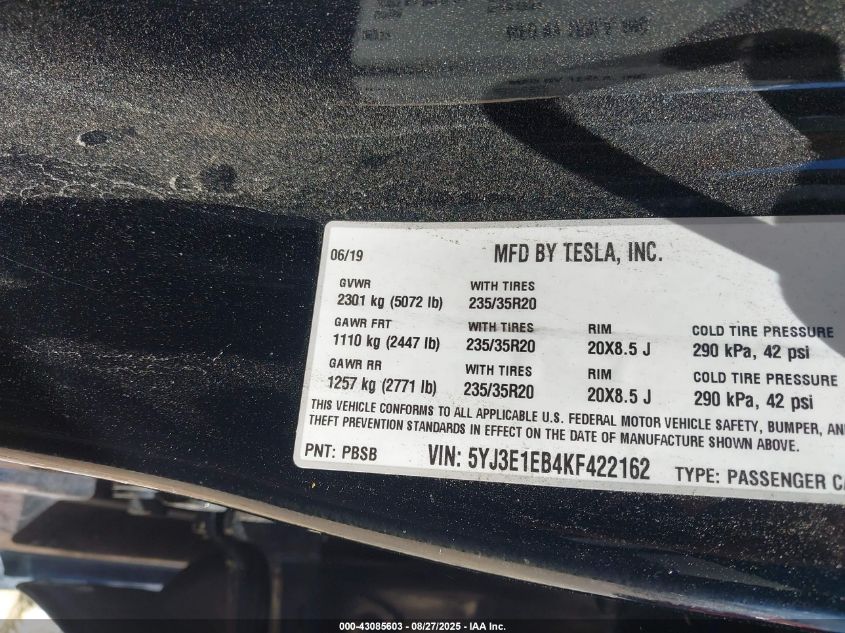 MFD BY TESLA, INC.
06/19 MFD BY TESLA, INC.
GVWR WITH TIRES
2301 kg (5072 lb) 235/35R20
GAWR FRT WITH TIRES RIM COLD TIRE PRESSURE
1110 kg (2447 lb) 235/35R20 20X8.5 J 290 kPa, 42 psi
GAWR RR WITH TIRES RIM COLD TIRE PRESSURE
1257 kg (2771 lb) 235/35R20 20X8.5 J 290 kPa, 42 psi
THIS VEHICLE CONFORMS TO ALL APPLICABLE U.S. FEDERAL MOTOR VEHICLE SAFETY, BUMPER, AN
THEFT PREVENTION STANDARDS IN EFFECT ON THE DATE OF MANUFACTURE SHOWN ABOVE.
PNT: PBSB VIN: 5YJ3E1EB4KF422162 TYPE: PASSENGER C
000-43085603 - 08/27/2025 - IAA Inc.